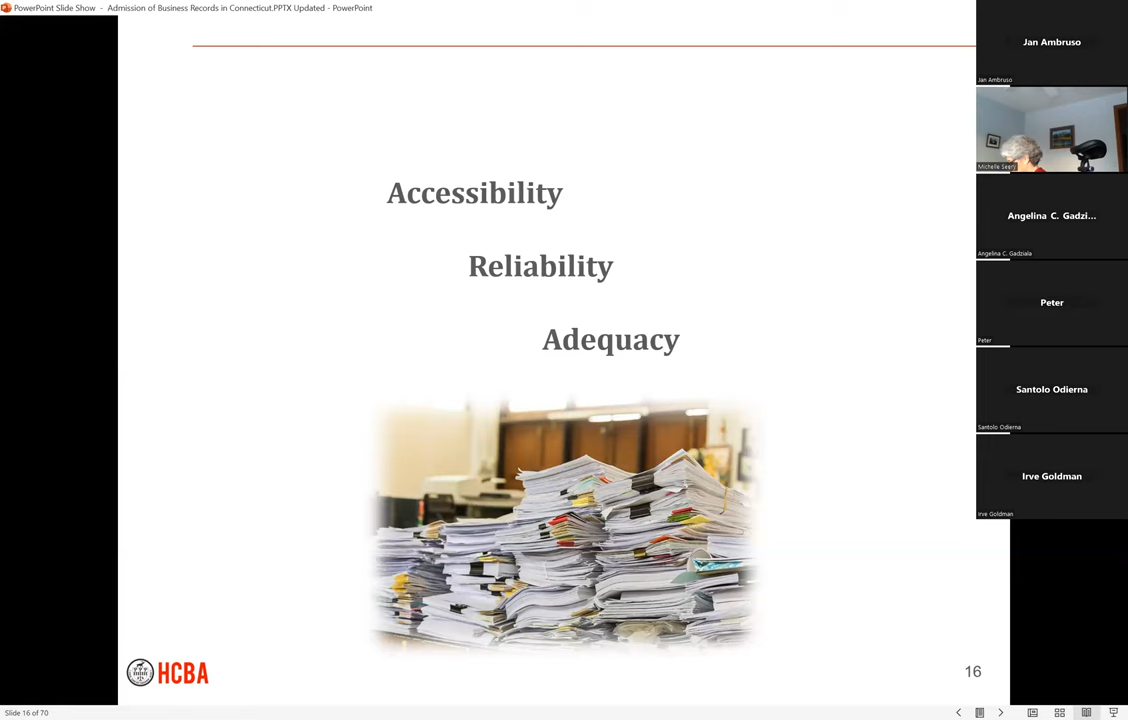 PowerPoint Slide Show - Admission of Business Records in Connecticut.PPTX Updated - PowerPoint
Accessibility
Reliability
Adequacy
HCBA
16
Slide 16 of 70
Jan Ambruso
Jan Ambruso
Michelle Seery
Angelina C. Gadzi...
Angelina C. Gadziala
Peter
Peter
Santolo Odierna
Santolo Odierna
Irve Goldman
Irve Goldman